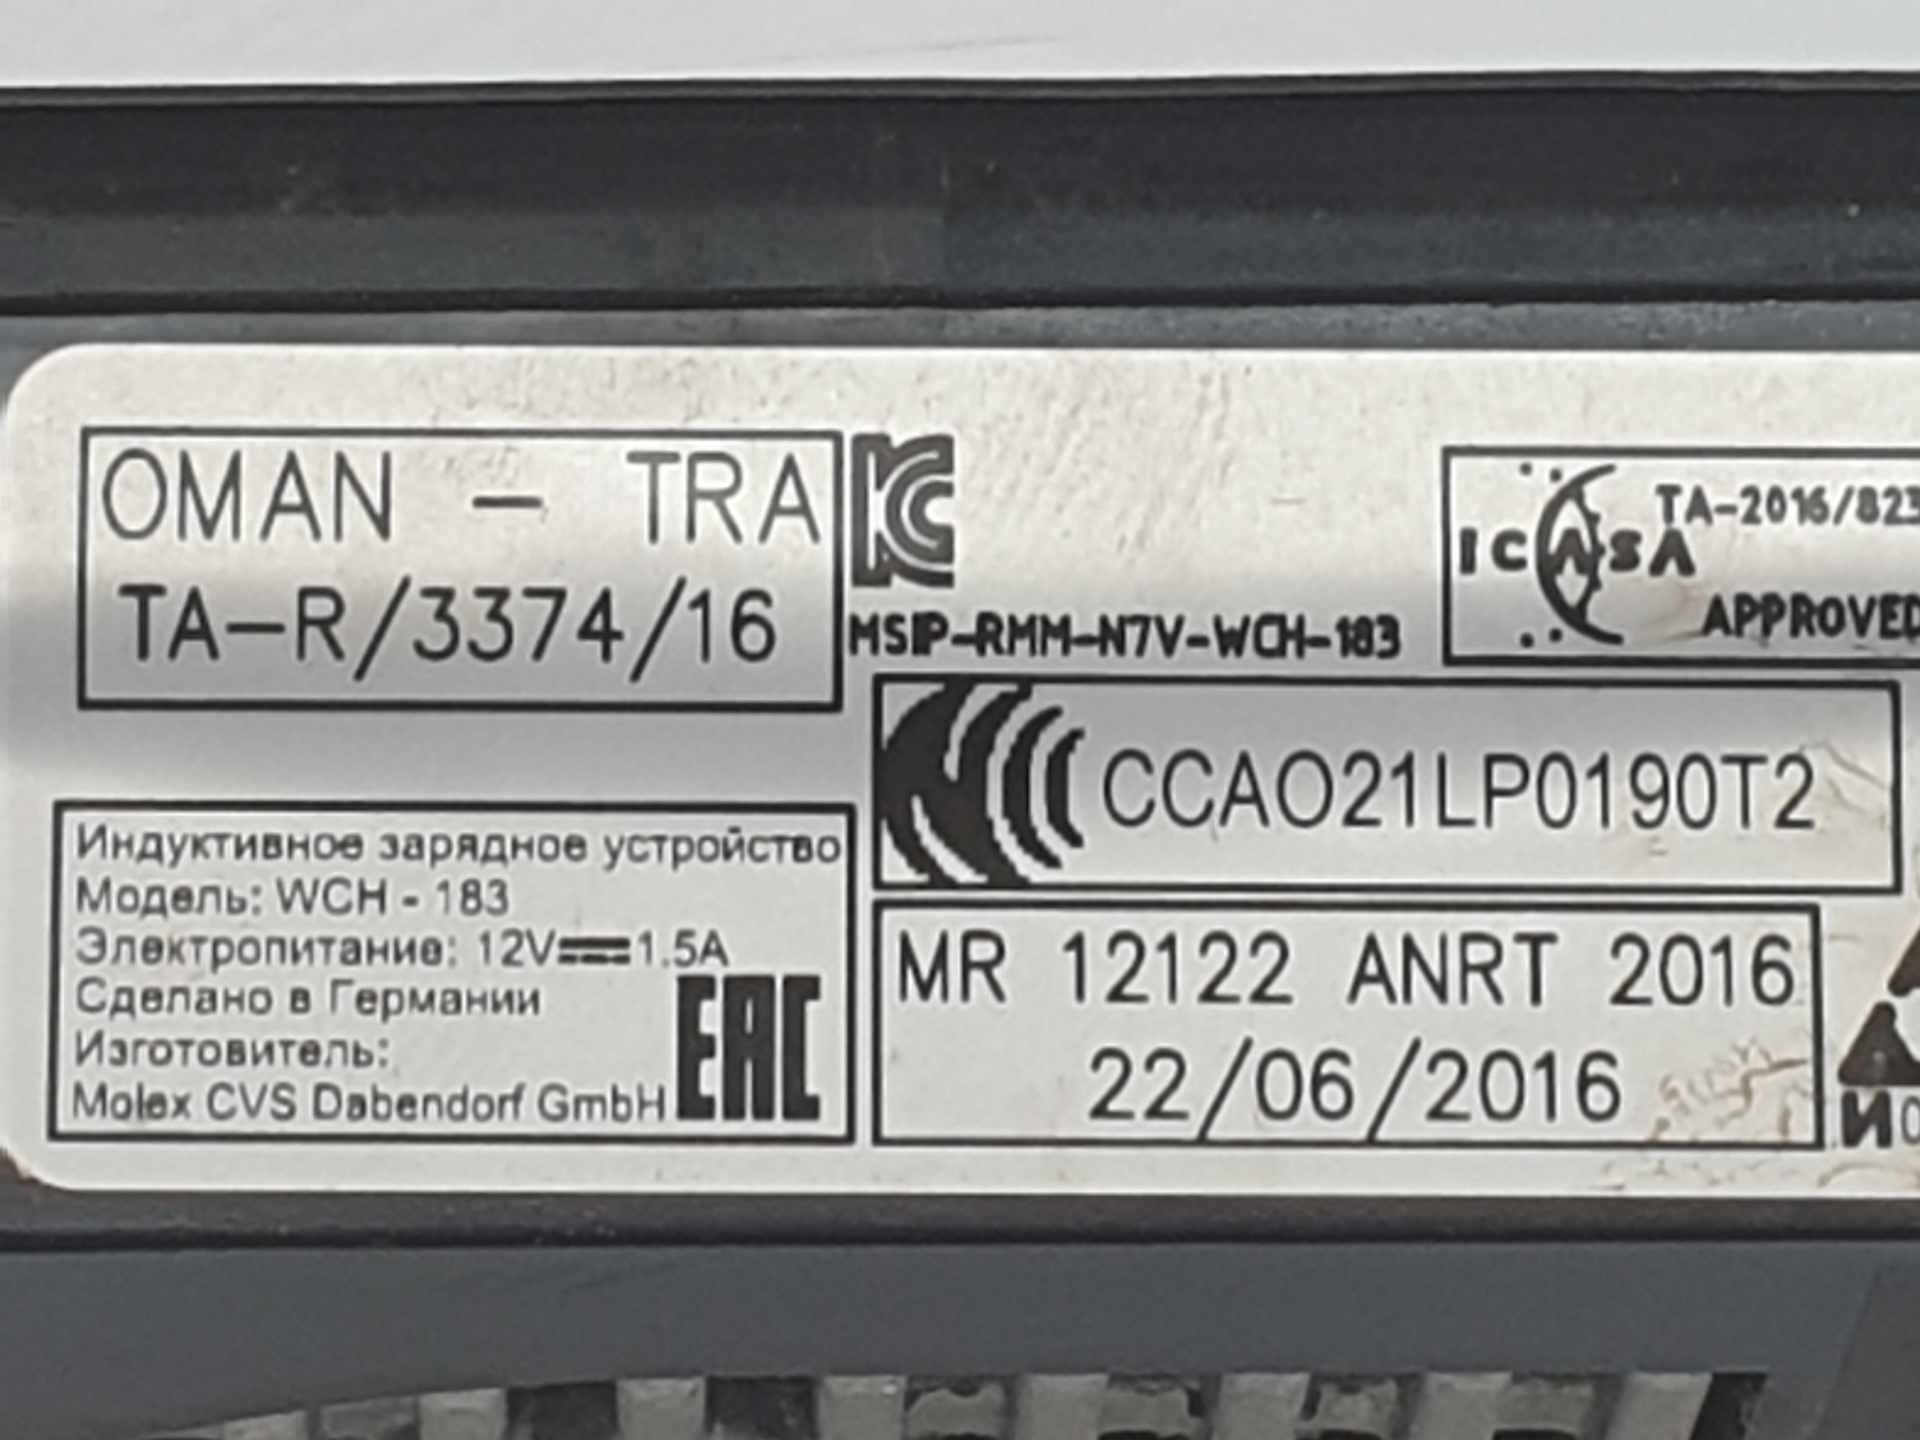 OMAN - TRA
TA-R/3374/16
MSIP-RMM-N7V-WCH-183
TA-2016/823
ICASA
APPROVED
CCAO21LP0190T2
Индуктивное зарядное устройство
Модель: WCH - 183
Электропитание: 12V⎓1.5A
Сделано в Германии
Изготовитель:
Molex CVS Dabendorf GmbH
EAC
MR 12122 ANRT 2016
22/06/2016